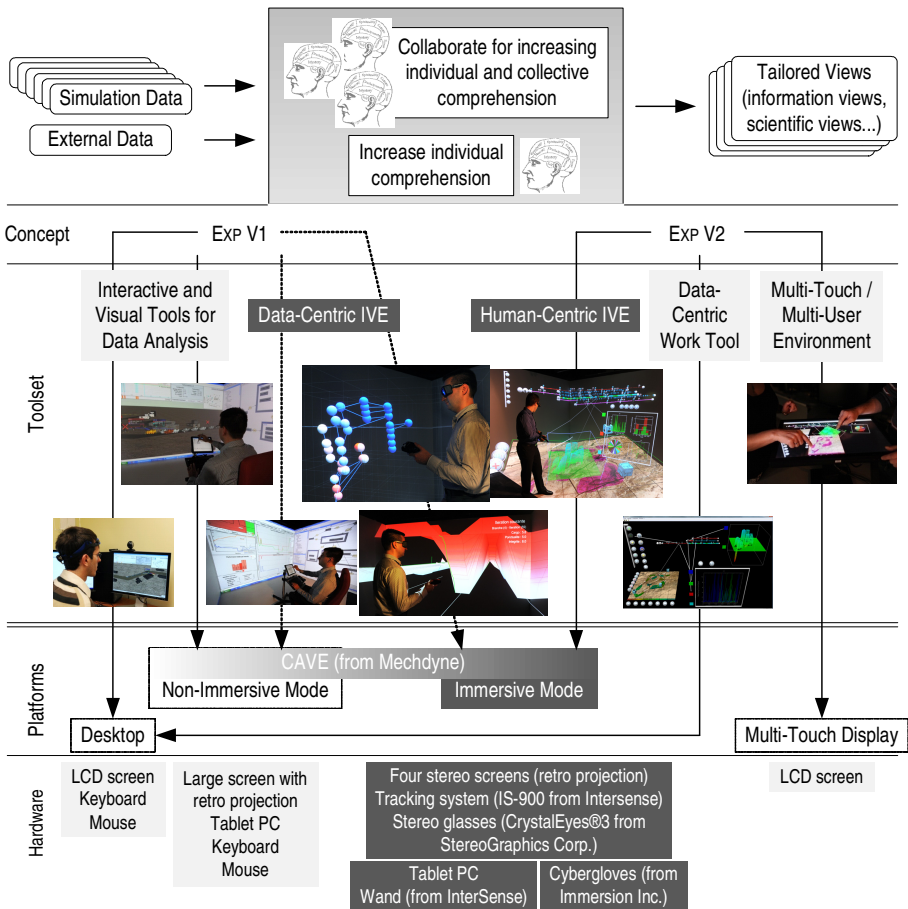 Simulation Data
External Data
Collaborate for increasing
individual and collective
comprehension
Increase individual
comprehension
Tailored Views
(information views,
scientific views...)
Concept
EXP V1
EXP V2
Toolset
Interactive and
Visual Tools for
Data Analysis
Data-Centric IVE
Human-Centric IVE
Data-
Centric
Work Tool
Multi-Touch /
Multi-User
Environment
Platforms
CAVE (from Mechdyne)
Non-Immersive Mode
Immersive Mode
Desktop
Multi-Touch Display
Hardware
LCD screen
Keyboard
Mouse
Large screen with
retro projection
Tablet PC
Keyboard
Mouse
Four stereo screens (retro projection)
Tracking system (IS-900 from Intersense)
Stereo glasses (CrystalEyes®3 from
StereoGraphics Corp.)
Tablet PC
Wand (from InterSense)
Cybergloves (from
Immersion Inc.)
LCD screen